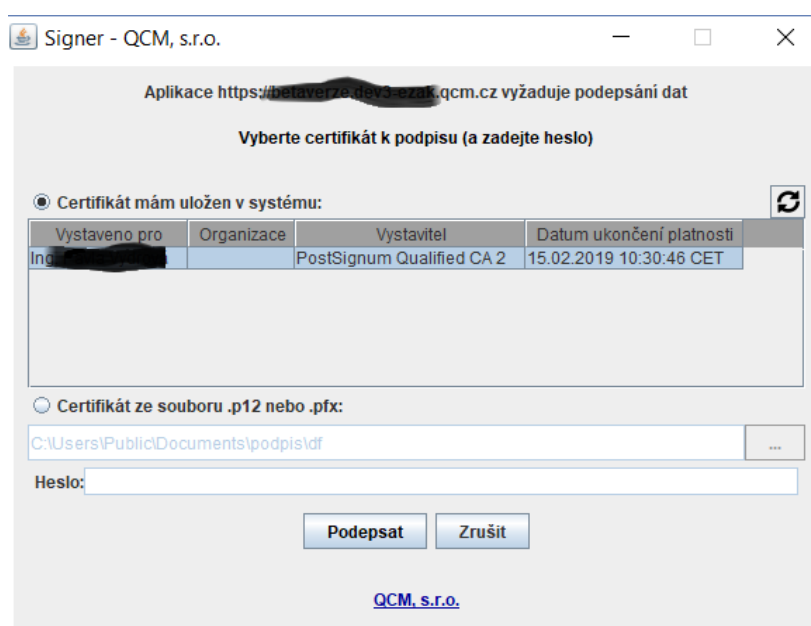 Signer - QCM, s.r.o.
Aplikace https://.qcm.cz vyžaduje podepsání dat
Vyberte certifikát k podpisu (a zadejte heslo)
Certifikát mám uložen v systému:
Vystaveno pro Organizace Vystavitel Datum ukončení platnosti
Ing. PostSignum Qualified CA 2 15.02.2019 10:30:46 CET
Certifikát ze souboru .p12 nebo .pfx:
C:\Users\Public\Documents\podpis\df ...
Heslo:
Podepsat Zrušit
QCM, s.r.o.